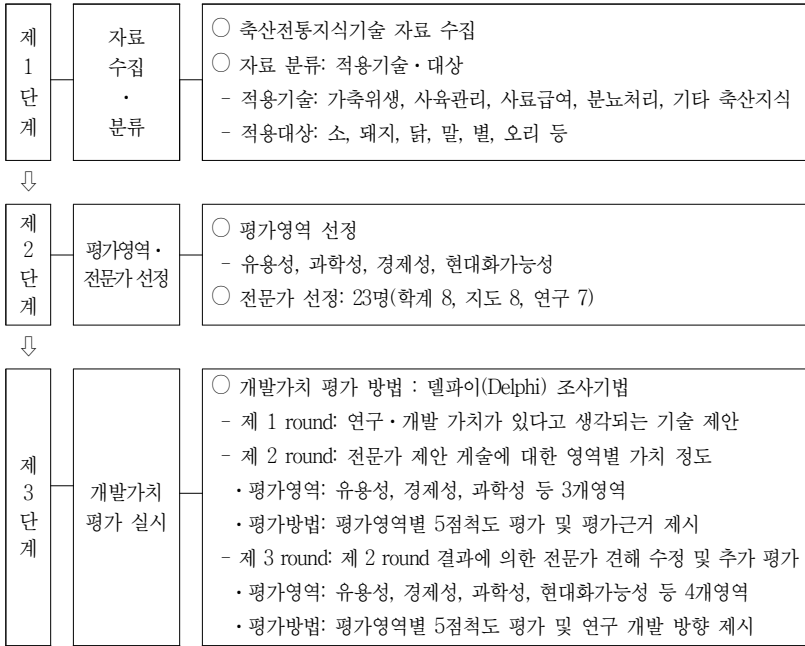 제
1
단
계
자료
수집
·
분류
○ 축산전통지식기술 자료 수집
○ 자료 분류: 적용기술・대상
- 적용기술: 가축위생, 사육관리, 사료급여, 분뇨처리, 기타 축산지식
- 적용대상: 소, 돼지, 닭, 말, 벌, 오리 등
⇩
제
2
단
계
평가영역・
전문가 선정
○ 평가영역 선정
- 유용성, 과학성, 경제성, 현대화가능성
○ 전문가 선정: 23명(학계 8, 지도 8, 연구 7)
⇩
제
3
단
계
개발가치
평가 실시
○ 개발가치 평가 방법 : 델파이(Delphi) 조사기법
- 제 1 round: 연구・개발 가치가 있다고 생각되는 기술 제안
- 제 2 round: 전문가 제안 게술에 대한 영역별 가치 정도
・평가영역: 유용성, 경제성, 과학성 등 3개영역
・평가방법: 평가영역별 5점척도 평가 및 평가근거 제시
- 제 3 round: 제 2 round 결과에 의한 전문가 견해 수정 및 추가 평가
・평가영역: 유용성, 경제성, 과학성, 현대화가능성 등 4개영역
・평가방법: 평가영역별 5점척도 평가 및 연구 개발 방향 제시